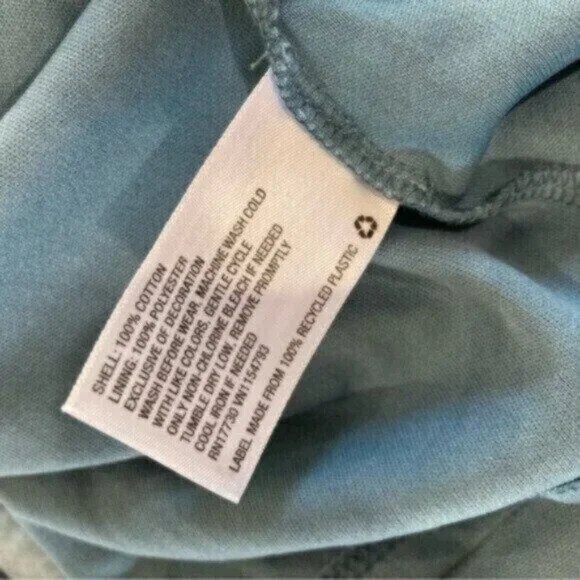 SHELL: 100% COTTON
LINING: 100% POLYESTER
EXCLUSIVE OF DECORATION
WASH BEFORE WEAR, MACHINE WASH COLD
WITH LIKE COLORS, GENTLE CYCLE
ONLY NON-CHLORINE BLEACH IF NEEDED
TUMBLE DRY LOW, REMOVE PROMPTLY
COOL IRON IF NEEDED
RN17730 VN1154793
LABEL MADE FROM 100% RECYCLED PLASTIC